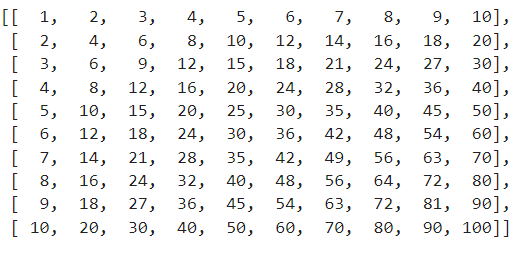 [[  1,   2,   3,   4,   5,   6,   7,   8,   9,  10],
 [  2,   4,   6,   8,  10,  12,  14,  16,  18,  20],
 [  3,   6,   9,  12,  15,  18,  21,  24,  27,  30],
 [  4,   8,  12,  16,  20,  24,  28,  32,  36,  40],
 [  5,  10,  15,  20,  25,  30,  35,  40,  45,  50],
 [  6,  12,  18,  24,  30,  36,  42,  48,  54,  60],
 [  7,  14,  21,  28,  35,  42,  49,  56,  63,  70],
 [  8,  16,  24,  32,  40,  48,  56,  64,  72,  80],
 [  9,  18,  27,  36,  45,  54,  63,  72,  81,  90],
 [ 10,  20,  30,  40,  50,  60,  70,  80,  90, 100]]